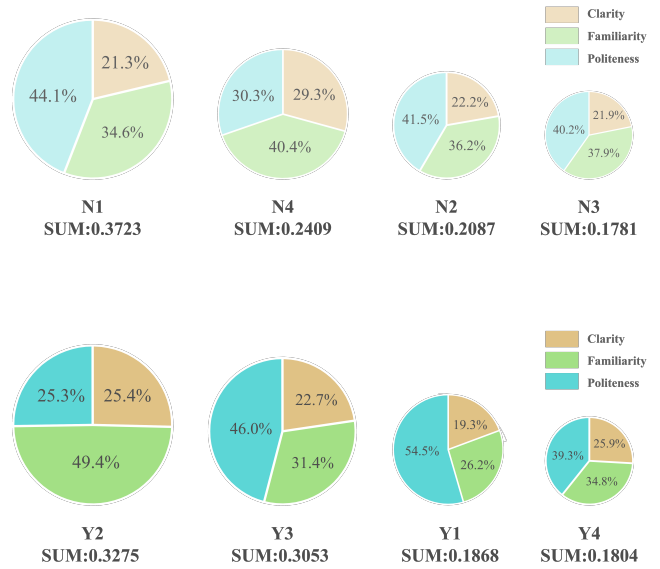 Clarity
Familiarity
Politeness
21.3%
44.1%
34.6%
30.3%
29.3%
40.4%
22.2%
41.5%
36.2%
21.9%
40.2%
37.9%
N1
SUM:0.3723
N4
SUM:0.2409
N2
SUM:0.2087
N3
SUM:0.1781
Clarity
Familiarity
Politeness
25.3%
25.4%
49.4%
46.0%
22.7%
31.4%
19.3%
54.5%
26.2%
25.9%
39.3%
34.8%
Y2
SUM:0.3275
Y3
SUM:0.3053
Y1
SUM:0.1868
Y4
SUM:0.1804